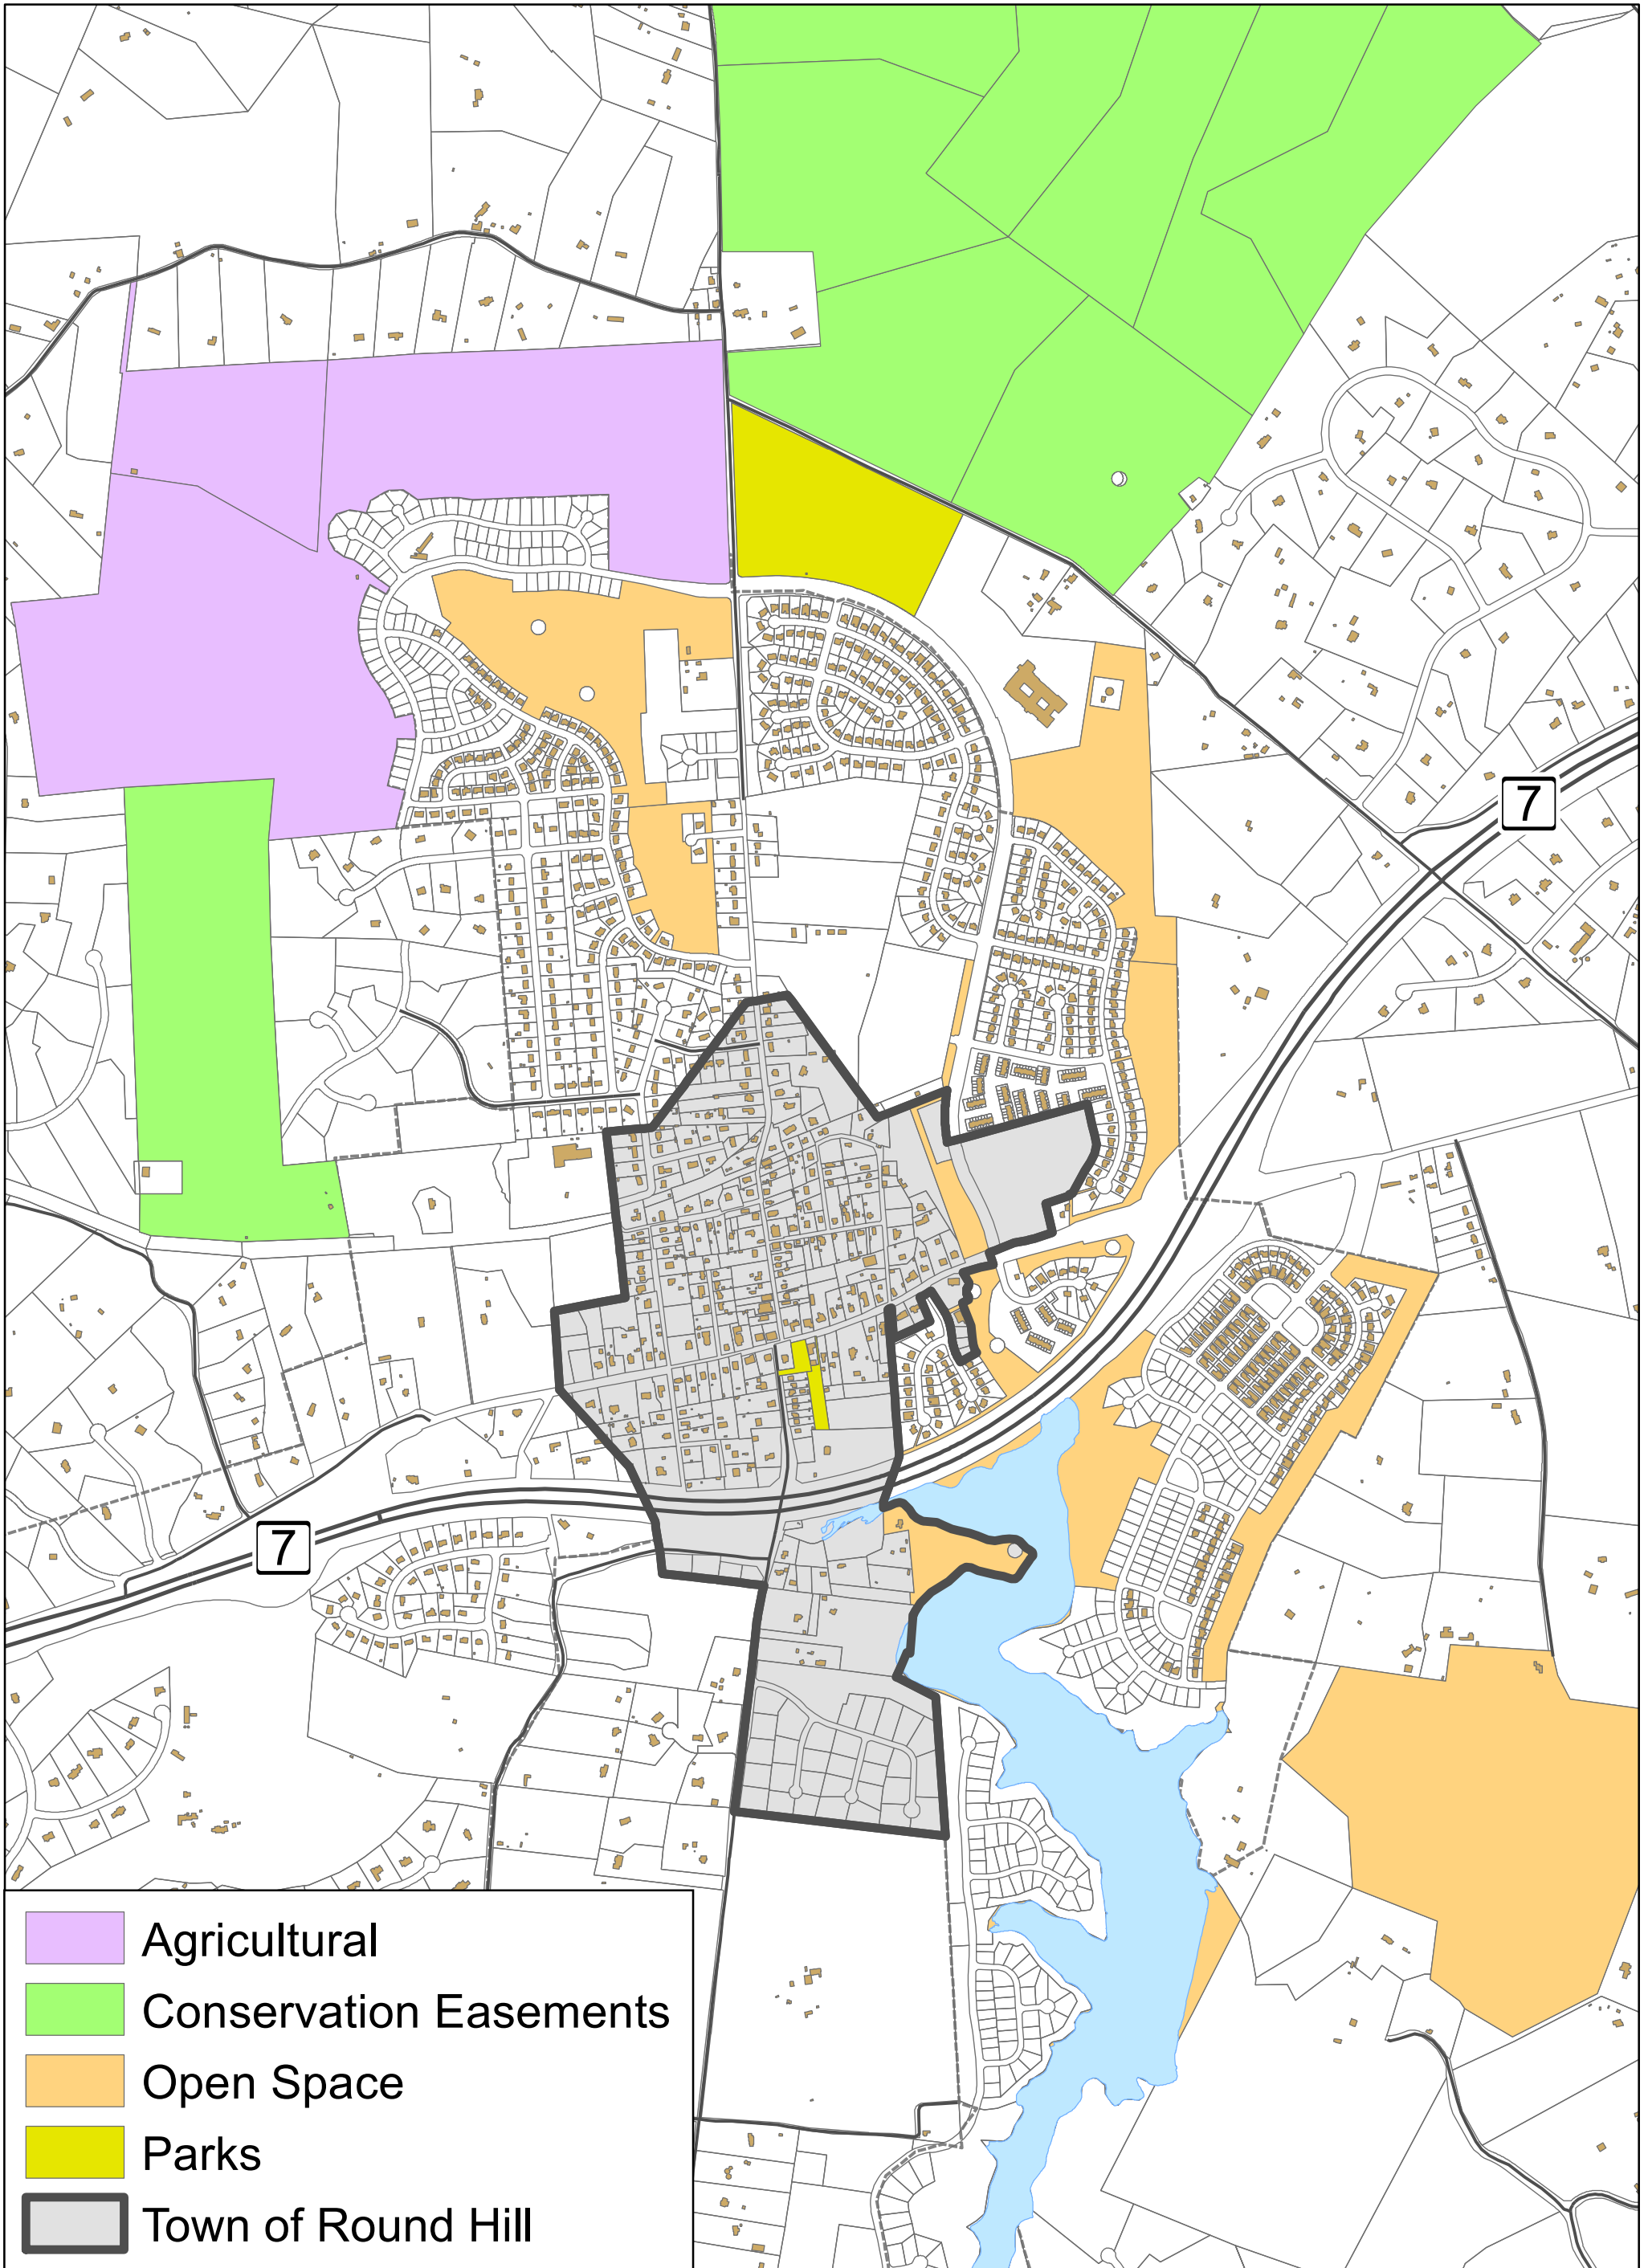 7
7
Agricultural
Conservation Easements
Open Space
Parks
Town of Round Hill